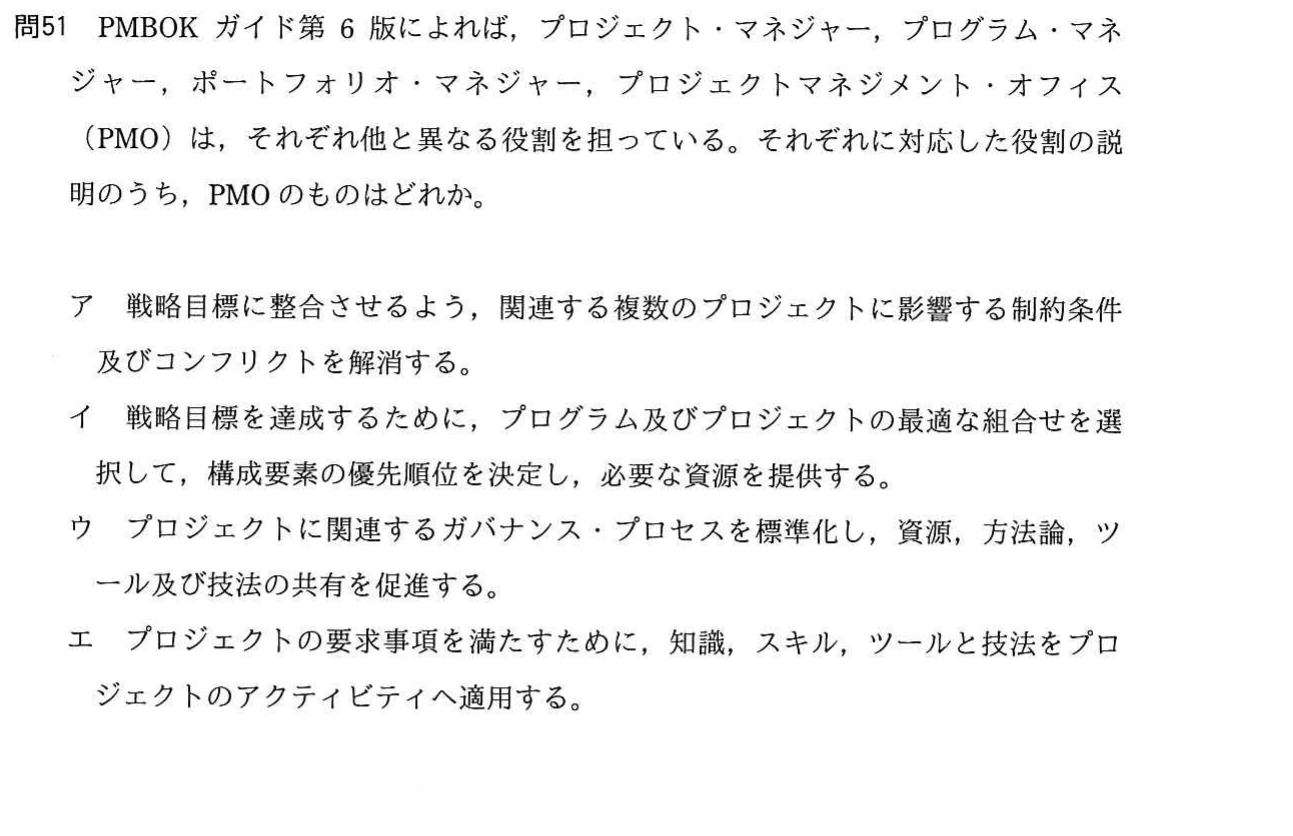 問51 PMBOK ガイド第 6 版によれば，プロジェクト・マネジャー，プログラム・マネ
ジャー，ポートフォリオ・マネジャー，プロジェクトマネジメント・オフィス
（PMO）は，それぞれ他と異なる役割を担っている。それぞれに対応した役割の説
明のうち，PMO のものはどれか。
ア 戦略目標に整合させるよう，関連する複数のプロジェクトに影響する制約条件
及びコンフリクトを解消する。
イ 戦略目標を達成するために，プログラム及びプロジェクトの最適な組合せを選
択して，構成要素の優先順位を決定し，必要な資源を提供する。
ウ プロジェクトに関連するガバナンス・プロセスを標準化し，資源，方法論，ツ
ール及び技法の共有を促進する。
エ プロジェクトの要求事項を満たすために，知識，スキル，ツールと技法をプロ
ジェクトのアクティビティへ適用する。